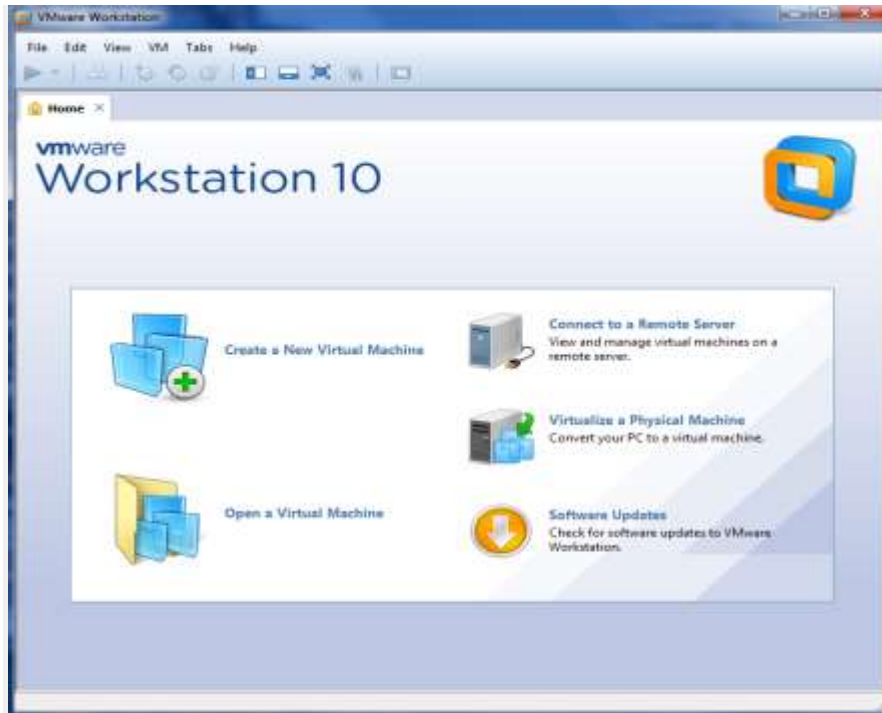 VMware Workstation
File Edit View VM Tabs Help
Home
vmware
Workstation 10
Create a New Virtual Machine
Open a Virtual Machine
Connect to a Remote Server
View and manage virtual machines on a
remote server.
Virtualize a Physical Machine
Convert your PC to a virtual machine.
Software Updates
Check for software updates to VMware
Workstation.